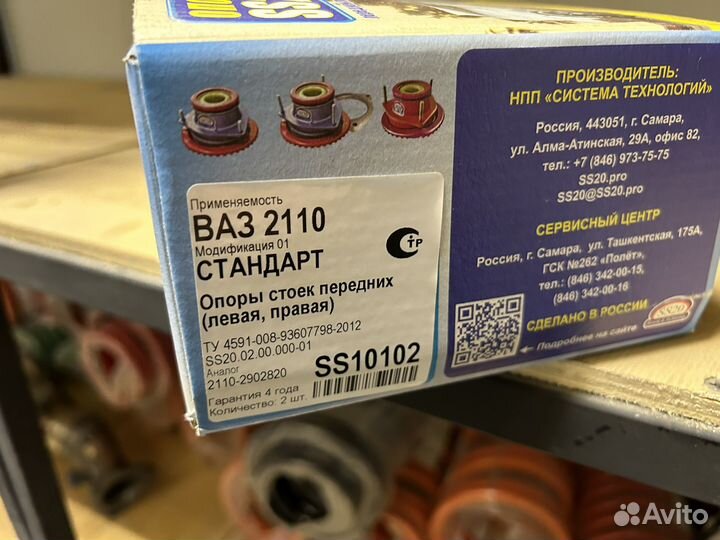 SS20
Применяемость
ВАЗ 2110
Модификация 01
СТАНДАРТ
Опоры стоек передних
(левая, правая)
ТУ 4591-008-93607798-2012
SS20.02.00.000-01
Аналог
2110-2902820
Гарантия 4 года
Количество: 2 шт.
SS10102
СТР
ПРОИЗВОДИТЕЛЬ:
НПП «СИСТЕМА ТЕХНОЛОГИЙ»
Россия, 443051, г. Самара,
ул. Алма-Атинская, 29А, офис 82,
тел.: +7 (846) 973-75-75
SS20.pro
SS20@SS20.pro
СЕРВИСНЫЙ ЦЕНТР
Россия, г. Самара, ул. Ташкентская, 175А,
ГСК №262 «Полёт»,
тел.: (846) 342-00-15,
(846) 342-00-16
СДЕЛАНО В РОССИИ
SS20
Подробнее на сайте
Avito